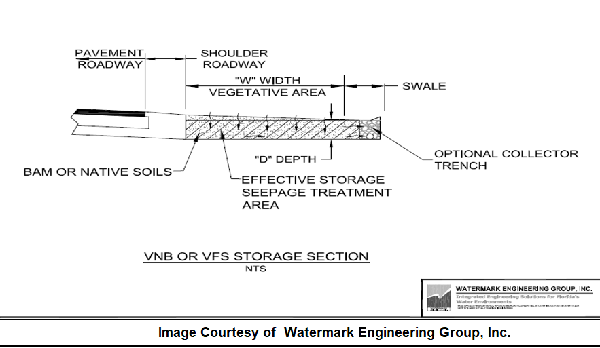 PAVEMENT
ROADWAY
SHOULDER
ROADWAY
"W" WIDTH
VEGETATIVE AREA
SWALE
"D" DEPTH
OPTIONAL COLLECTOR
TRENCH
BAM OR NATIVE SOILS
EFFECTIVE STORAGE
SEEPAGE TREATMENT
AREA
VNB OR VFS STORAGE SECTION
NTS
WATERMARK ENGINEERING GROUP, INC.
Integrated Engineering Solutions for Florida's
Water Environments
Image Courtesy of Watermark Engineering Group, Inc.